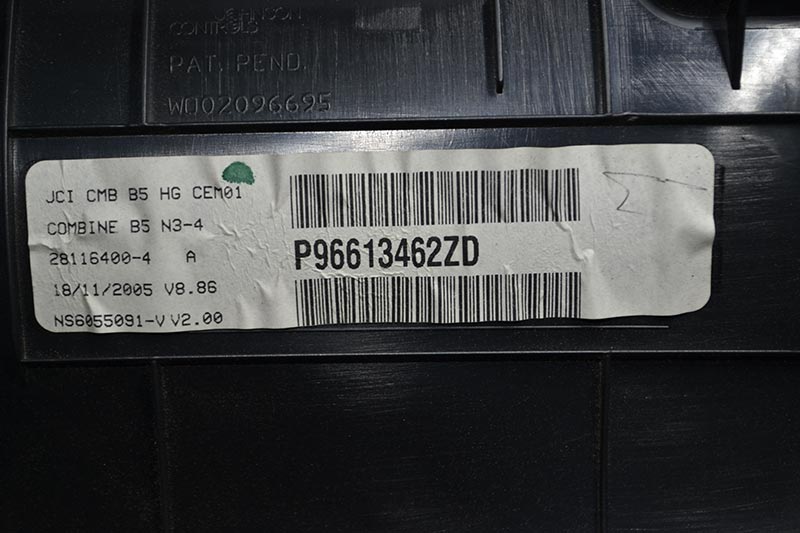 JOHNSON
CONTROLS
PAT. PEND.
W002096695
JCI CMB B5 HG CEM01
COMBINE B5 N3-4
28116400-4 A
18/11/2005 V8.86
NS6055091-V V2.00
P96613462ZD